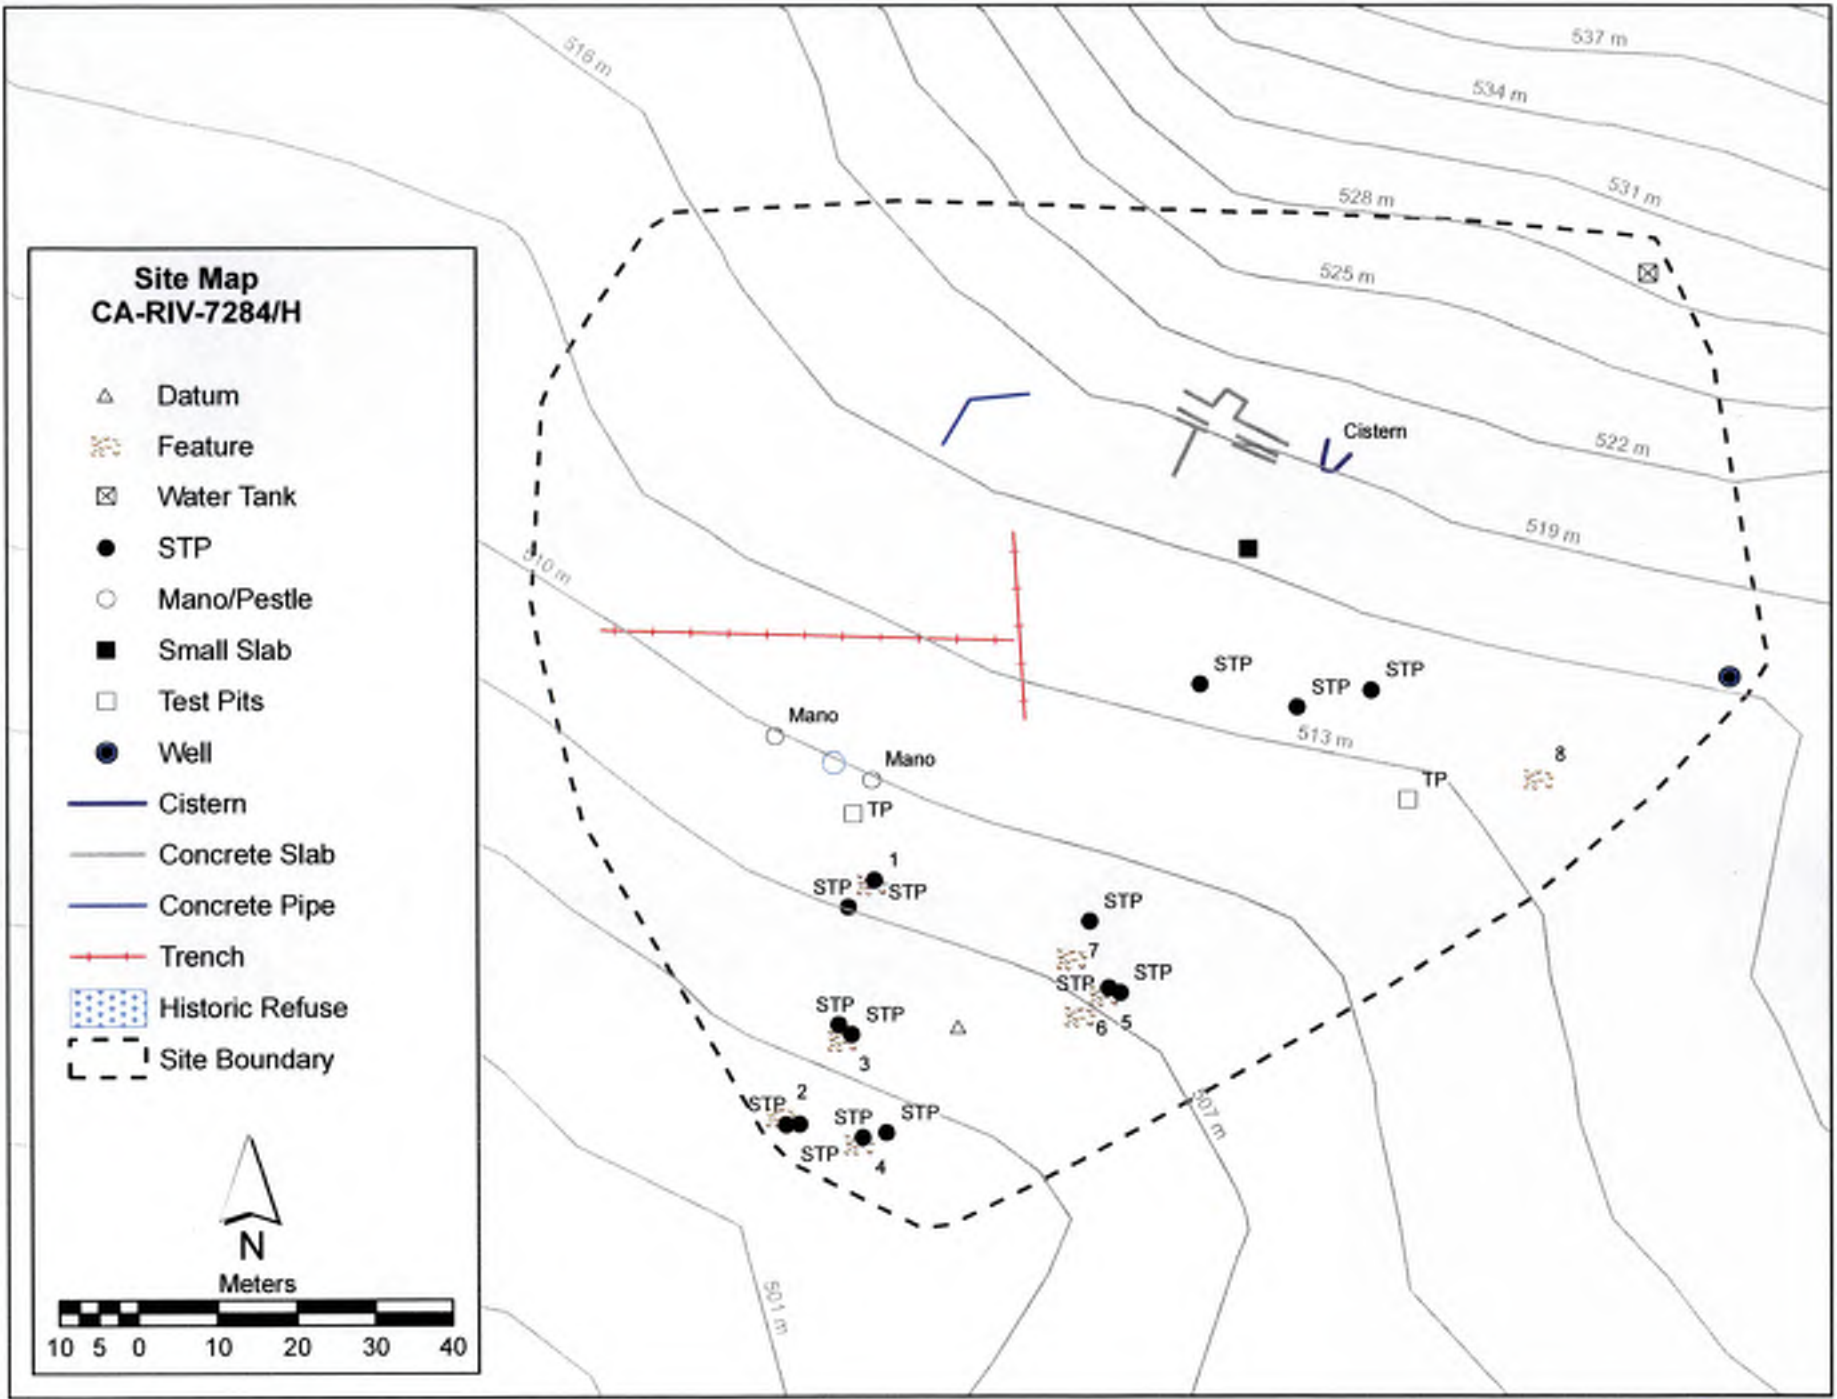 516 m
537 m
534 m
531 m
528 m
525 m
522 m
519 m
510 m
513 m
507 m
501 m
Site Map
CA-RIV-7284/H
Datum
Feature
Water Tank
STP
Mano/Pestle
Small Slab
Test Pits
Well
Cistern
Concrete Slab
Concrete Pipe
Trench
Historic Refuse
Site Boundary
N
Meters
10 5 0 10 20 30 40
Cistern
STP
STP
STP
Mano
Mano
TP
TP
8
1
STP
STP
STP
7
STP
STP
5
6
STP
STP
3
2
STP
STP
STP
STP
4